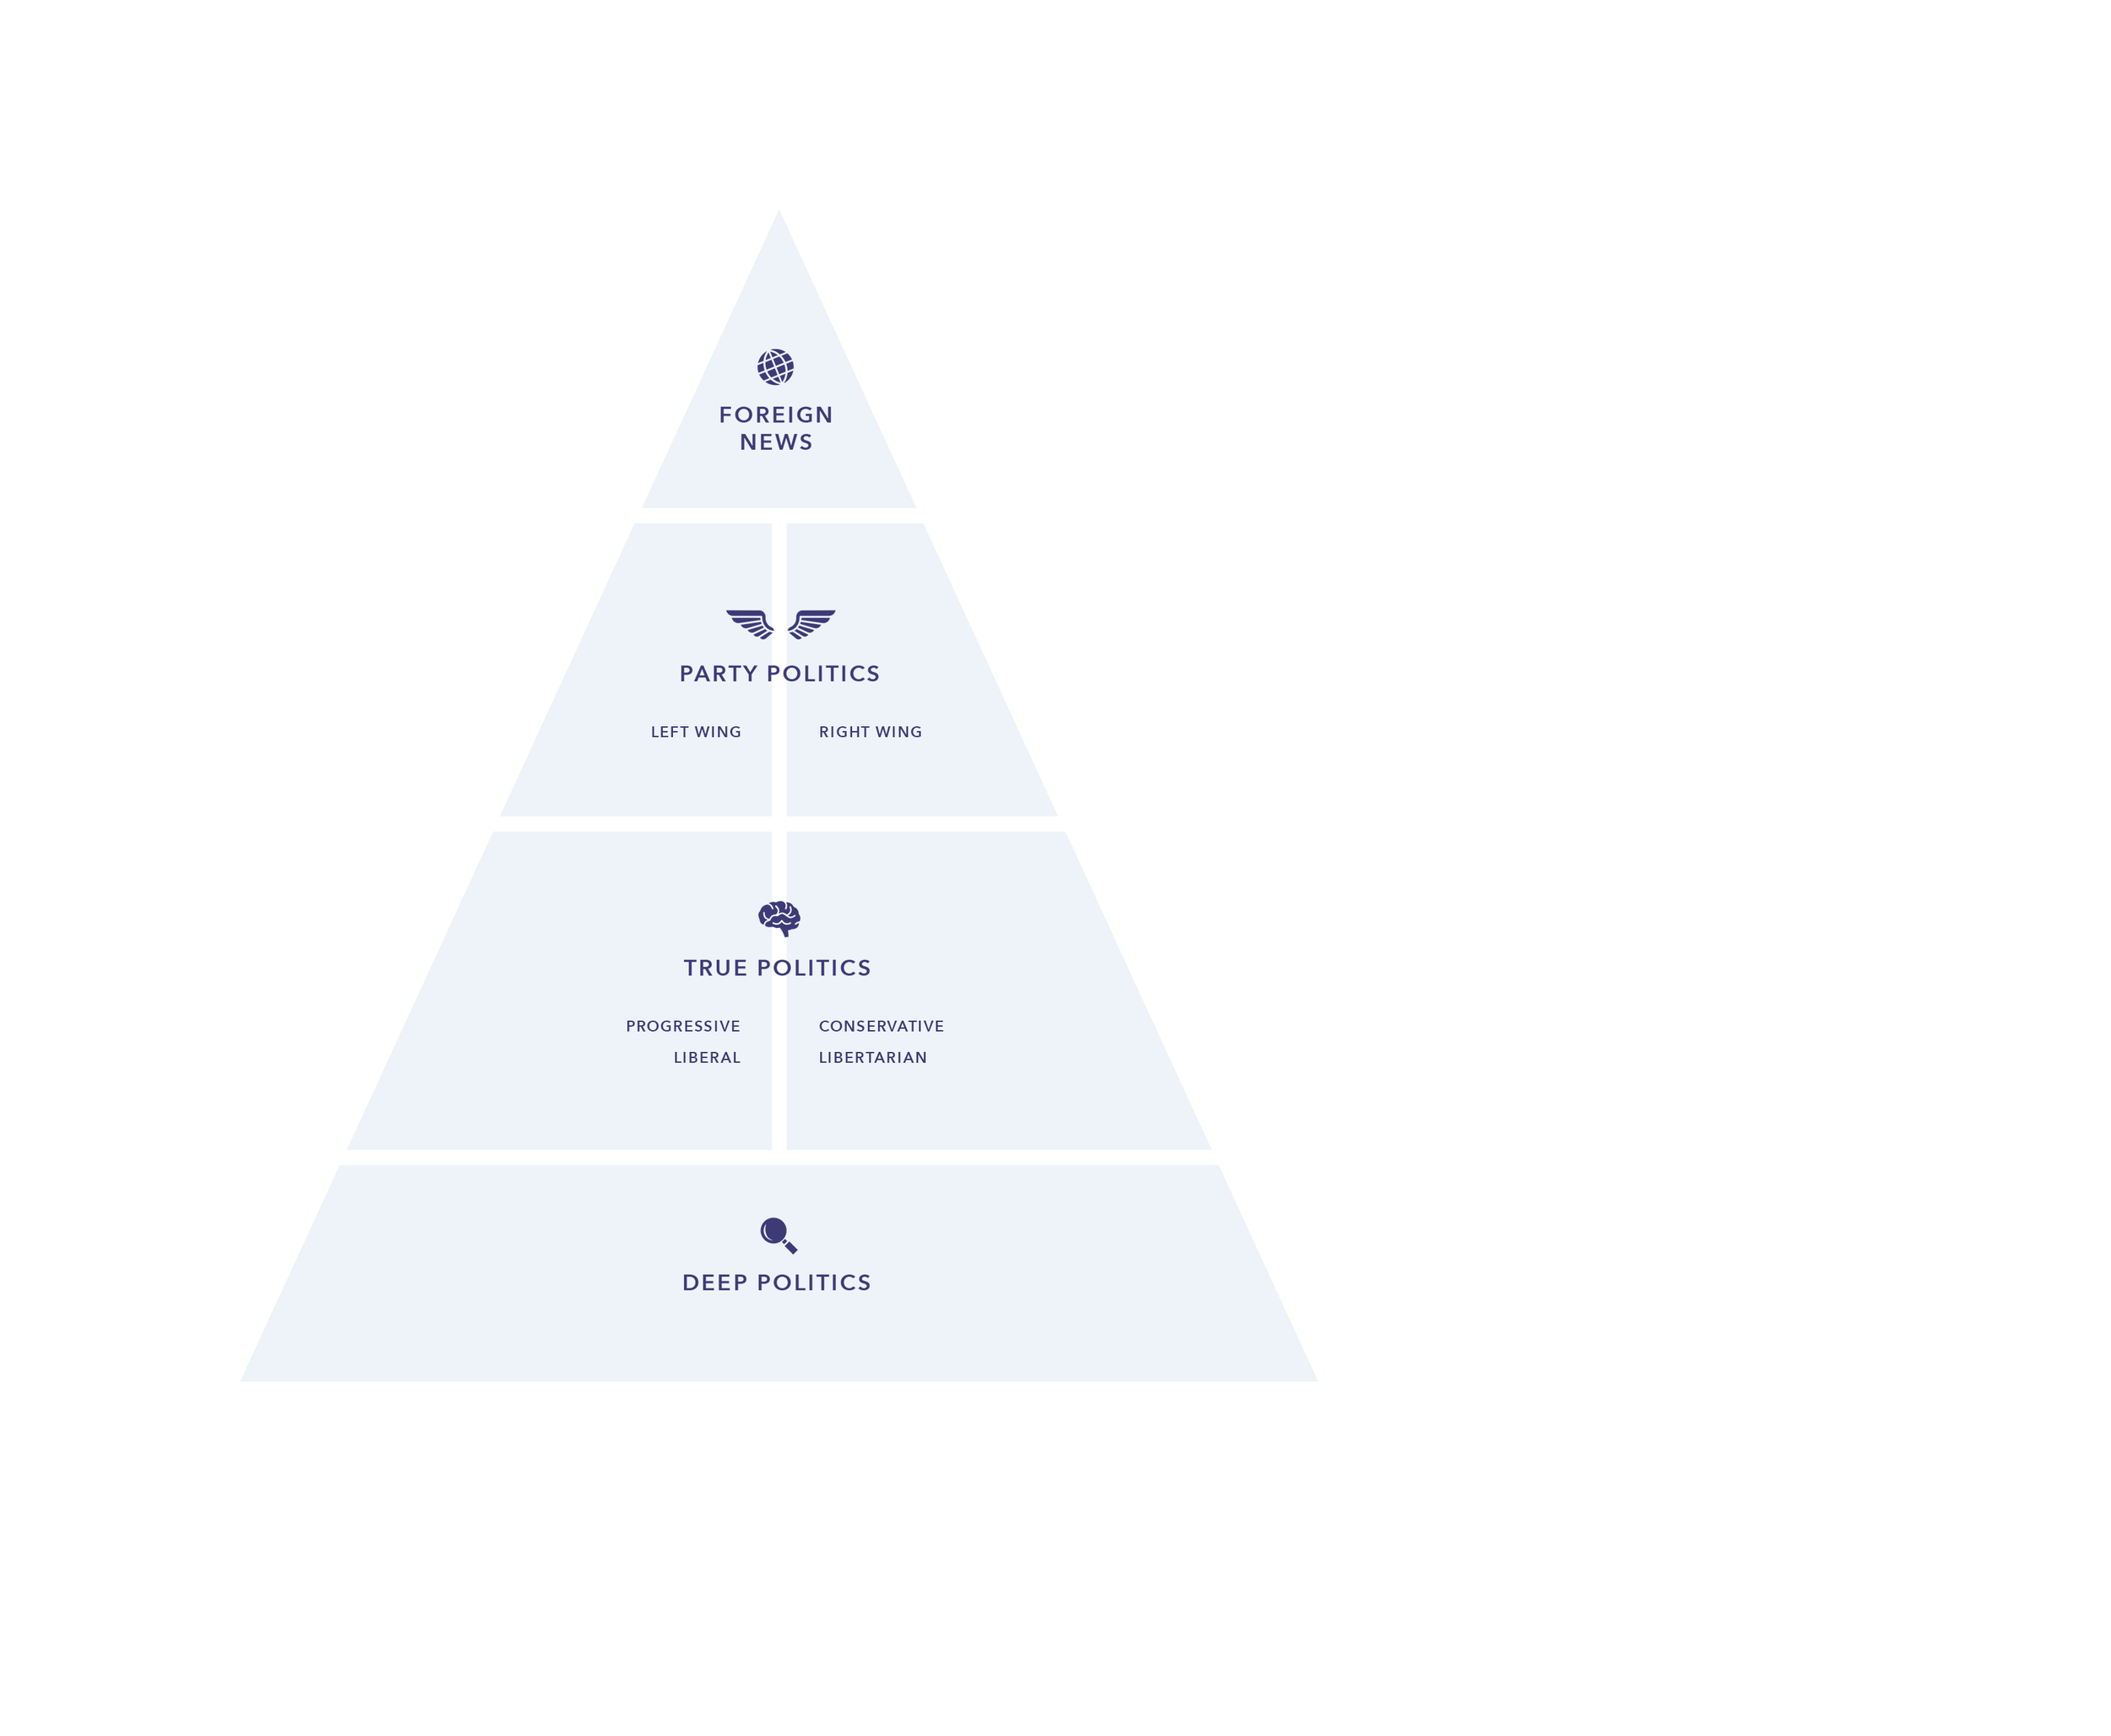 FOREIGN
NEWS
PARTY POLITICS
LEFT WING
RIGHT WING
TRUE POLITICS
PROGRESSIVE
LIBERAL
CONSERVATIVE
LIBERTARIAN
DEEP POLITICS